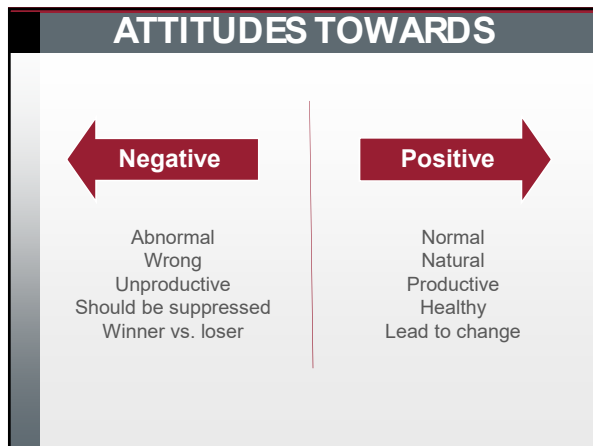 ATTITUDES TOWARDS
Negative
Abnormal
Wrong
Unproductive
Should be suppressed
Winner vs. loser
Positive
Normal
Natural
Productive
Healthy
Lead to change